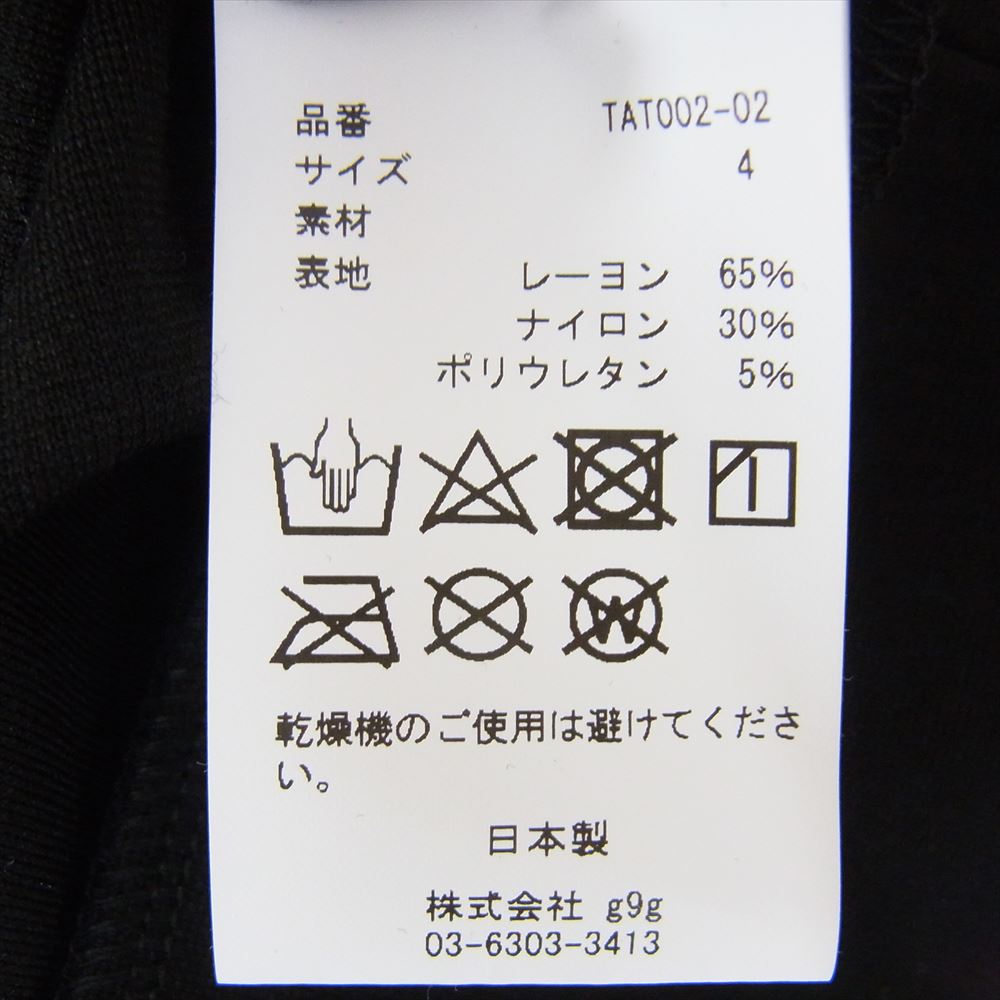 品番 TAT002-02
サイズ 4
素材
表地 レーヨン 65%
ナイロン 30%
ポリウレタン 5%
W
乾燥機のご使用は避けてくださ
い。
日本製
株式会社 g9g
03-6303-3413